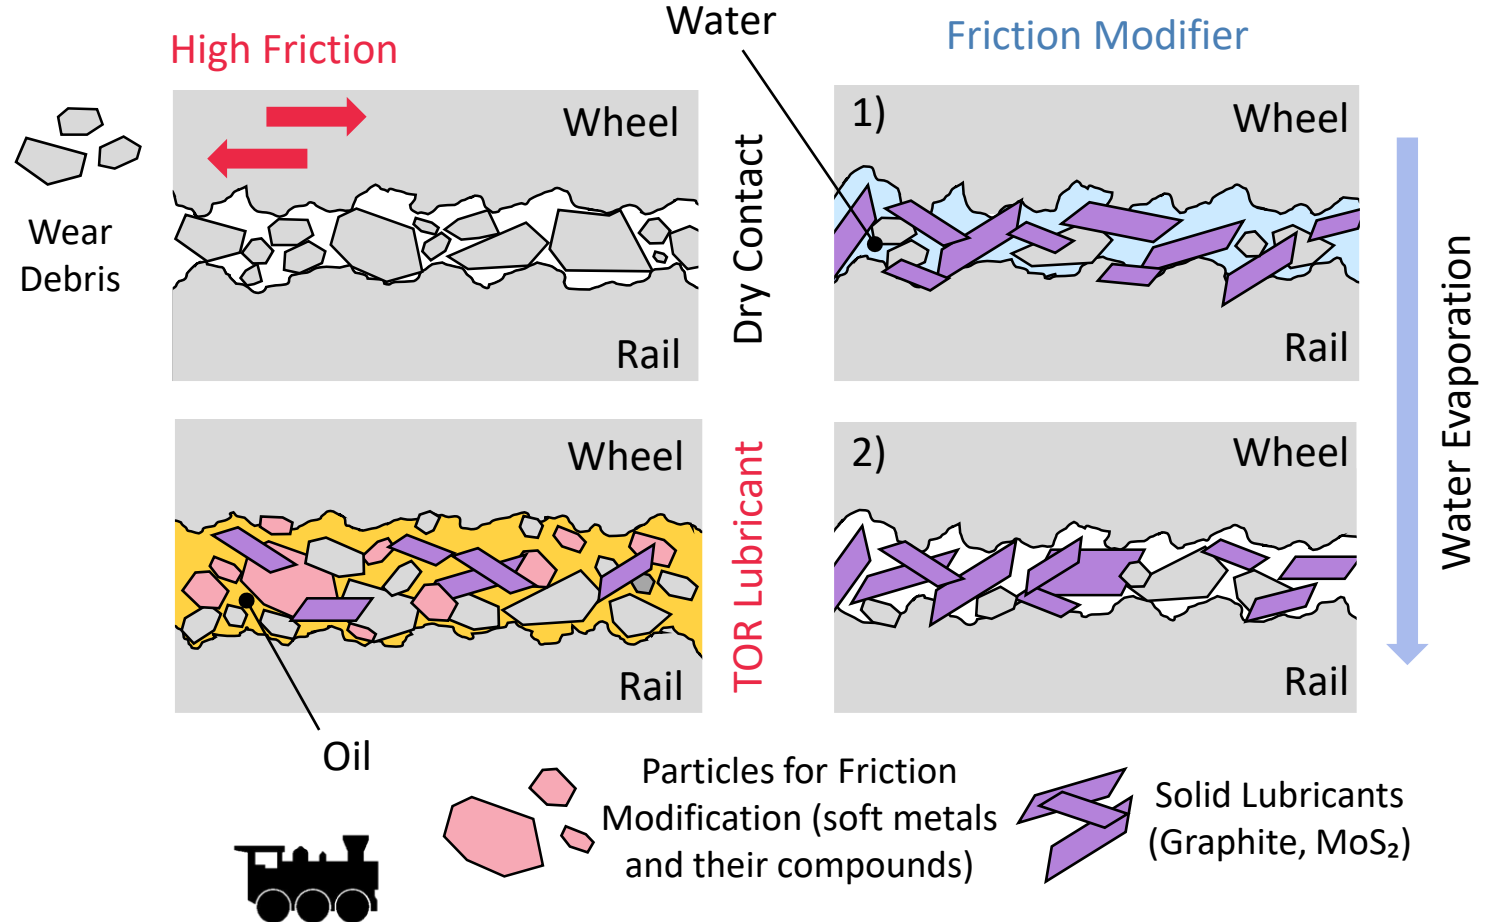 High Friction
Water
Friction Modifier
Wear
Debris
Wheel
Rail
Dry Contact
1)
Wheel
Rail
Water Evaporation
Wheel
Rail
TOR Lubricant
2)
Wheel
Rail
Oil
Particles for Friction
Modification (soft metals
and their compounds)
Solid Lubricants
(Graphite, MoS₂)